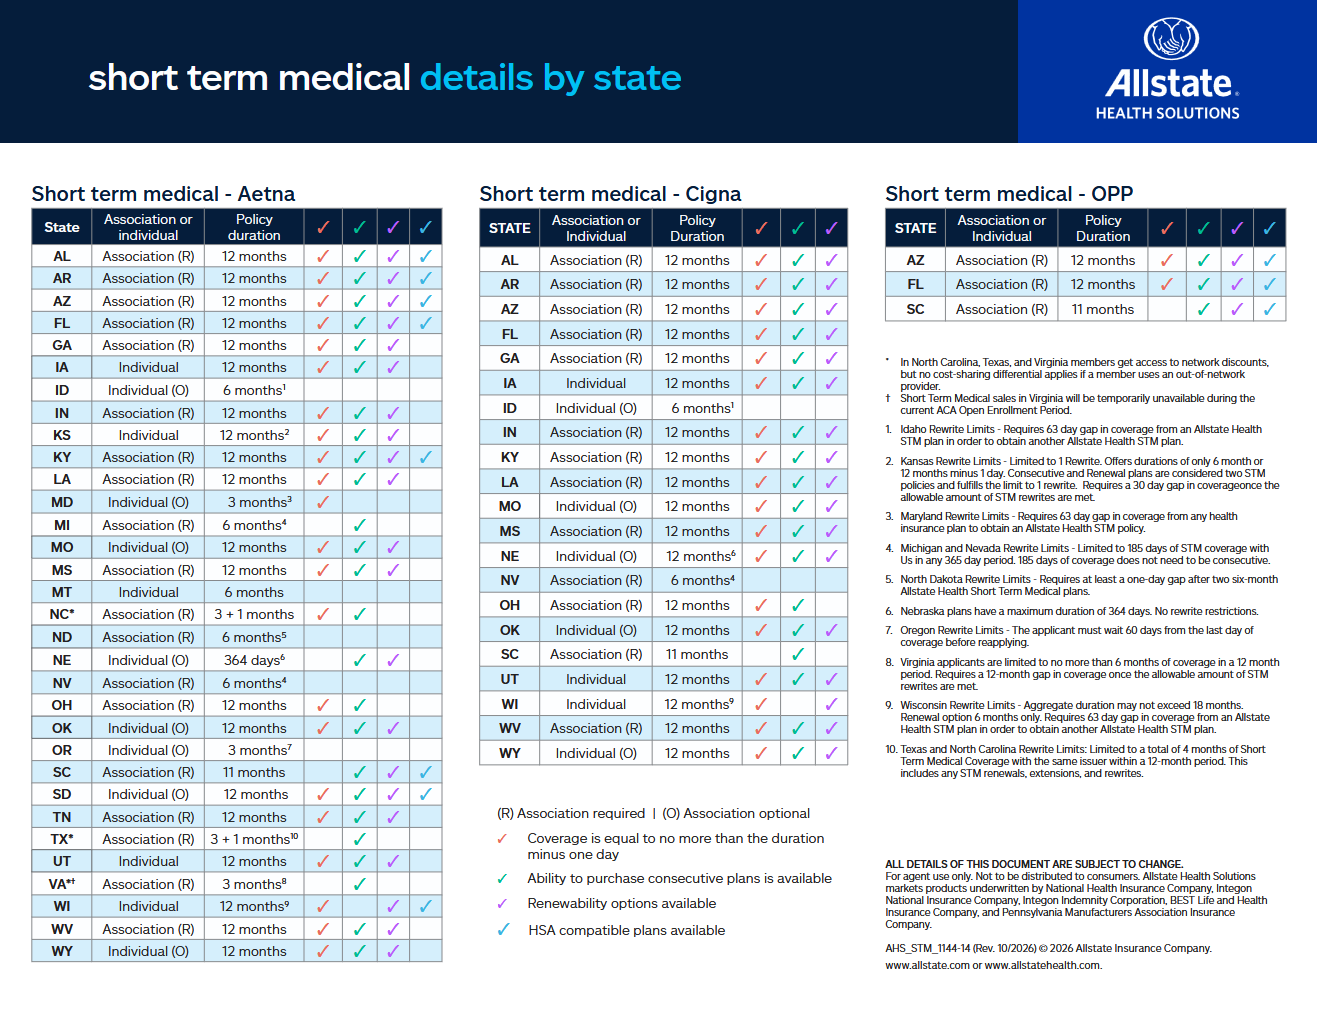 short term medical details by state
Allstate
HEALTH SOLUTIONS
Short term medical - Aetna
State Association or individual Policy duration ✓ ✓ ✓ ✓
AL Association (R) 12 months ✓ ✓ ✓ ✓
AR Association (R) 12 months ✓ ✓ ✓ ✓
AZ Association (R) 12 months ✓ ✓ ✓ ✓
FL Association (R) 12 months ✓ ✓ ✓ ✓
GA Association (R) 12 months ✓ ✓ ✓
IA Individual 12 months ✓ ✓ ✓
ID Individual (O) 6 months¹
IN Association (R) 12 months ✓ ✓ ✓
KS Individual 12 months² ✓ ✓ ✓
KY Association (R) 12 months ✓ ✓ ✓ ✓
LA Association (R) 12 months ✓ ✓ ✓
MD Individual (O) 3 months³ ✓
MI Association (R) 6 months⁴ ✓
MO Individual (O) 12 months ✓ ✓ ✓
MS Association (R) 12 months ✓ ✓ ✓
MT Individual 6 months
NC* Association (R) 3 + 1 months ✓ ✓
ND Association (R) 6 months⁵
NE Individual (O) 364 days⁶ ✓ ✓
NV Association (R) 6 months⁴
OH Association (R) 12 months ✓ ✓
OK Individual (O) 12 months ✓ ✓ ✓
OR Individual (O) 3 months⁷
SC Association (R) 11 months ✓ ✓ ✓
SD Individual (O) 12 months ✓ ✓ ✓ ✓
TN Association (R) 12 months ✓ ✓ ✓
TX* Association (R) 3 + 1 months¹⁰ ✓
UT Individual 12 months ✓ ✓ ✓
VA*† Association (R) 3 months⁸ ✓
WI Individual 12 months⁹ ✓ ✓ ✓
WV Association (R) 12 months ✓ ✓ ✓
WY Individual (O) 12 months ✓ ✓ ✓
Short term medical - Cigna
STATE Association or Individual Policy Duration ✓ ✓ ✓
AL Association (R) 12 months ✓ ✓ ✓
AR Association (R) 12 months ✓ ✓ ✓
AZ Association (R) 12 months ✓ ✓ ✓
FL Association (R) 12 months ✓ ✓ ✓
GA Association (R) 12 months ✓ ✓ ✓
IA Individual 12 months ✓ ✓ ✓
ID Individual (O) 6 months¹
IN Association (R) 12 months ✓ ✓ ✓
KY Association (R) 12 months ✓ ✓ ✓
LA Association (R) 12 months ✓ ✓ ✓
MO Individual (O) 12 months ✓ ✓ ✓
MS Association (R) 12 months ✓ ✓ ✓
NE Individual (O) 12 months⁶ ✓ ✓ ✓
NV Association (R) 6 months⁴
OH Association (R) 12 months ✓ ✓
OK Individual (O) 12 months ✓ ✓ ✓
SC Association (R) 11 months ✓
UT Individual 12 months ✓ ✓ ✓
WI Individual 12 months⁹ ✓ ✓
WV Association (R) 12 months ✓ ✓ ✓
WY Individual (O) 12 months ✓ ✓ ✓
(R) Association required | (O) Association optional
✓ Coverage is equal to no more than the duration
minus one day
✓ Ability to purchase consecutive plans is available
✓ Renewability options available
✓ HSA compatible plans available
Short term medical - OPP
STATE Association or Individual Policy Duration ✓ ✓ ✓ ✓
AZ Association (R) 12 months ✓ ✓ ✓ ✓
FL Association (R) 12 months ✓ ✓ ✓ ✓
SC Association (R) 11 months ✓ ✓ ✓
* In North Carolina, Texas, and Virginia members get access to network discounts,
but no cost-sharing differential applies if a member uses an out-of-network
provider.
† Short Term Medical sales in Virginia will be temporarily unavailable during the
current ACA Open Enrollment Period.
1. Idaho Rewrite Limits - Requires 63 day gap in coverage from an Allstate Health
STM plan in order to obtain another Allstate Health STM plan.
2. Kansas Rewrite Limits - Limited to 1 Rewrite. Offers durations of only 6 month or
12 months minus 1 day. Consecutive and Renewal plans are considered two STM
policies and fulfills the limit to 1 rewrite. Requires a 30 day gap in coverageonce the
allowable amount of STM rewrites are met.
3. Maryland Rewrite Limits - Requires 63 day gap in coverage from any health
insurance plan to obtain an Allstate Health STM policy.
4. Michigan and Nevada Rewrite Limits - Limited to 185 days of STM coverage with
Us in any 365 day period. 185 days of coverage does not need to be consecutive.
5. North Dakota Rewrite Limits - Requires at least a one-day gap after two six-month
Allstate Health Short Term Medical plans.
6. Nebraska plans have a maximum duration of 364 days. No rewrite restrictions.
7. Oregon Rewrite Limits - The applicant must wait 60 days from the last day of
coverage before reapplying.
8. Virginia applicants are limited to no more than 6 months of coverage in a 12 month
period. Requires a 12-month gap in coverage once the allowable amount of STM
rewrites are met.
9. Wisconsin Rewrite Limits - Aggregate duration may not exceed 18 months.
Renewal option 6 months only. Requires 63 day gap in coverage from an Allstate
Health STM plan in order to obtain another Allstate Health STM plan.
10. Texas and North Carolina Rewrite Limits: Limited to a total of 4 months of Short
Term Medical Coverage with the same issuer within a 12-month period. This
includes any STM renewals, extensions, and rewrites.
ALL DETAILS OF THIS DOCUMENT ARE SUBJECT TO CHANGE.
For agent use only. Not to be distributed to consumers. Allstate Health Solutions
markets products underwritten by National Health Insurance Company, Integon
National Insurance Company, Integon Indemnity Corporation, BEST Life and Health
Insurance Company, and Pennsylvania Manufacturers Association Insurance
Company.
AHS_STM_1144-14 (Rev. 10/2026) © 2026 Allstate Insurance Company.
www.allstate.com or www.allstatehealth.com.